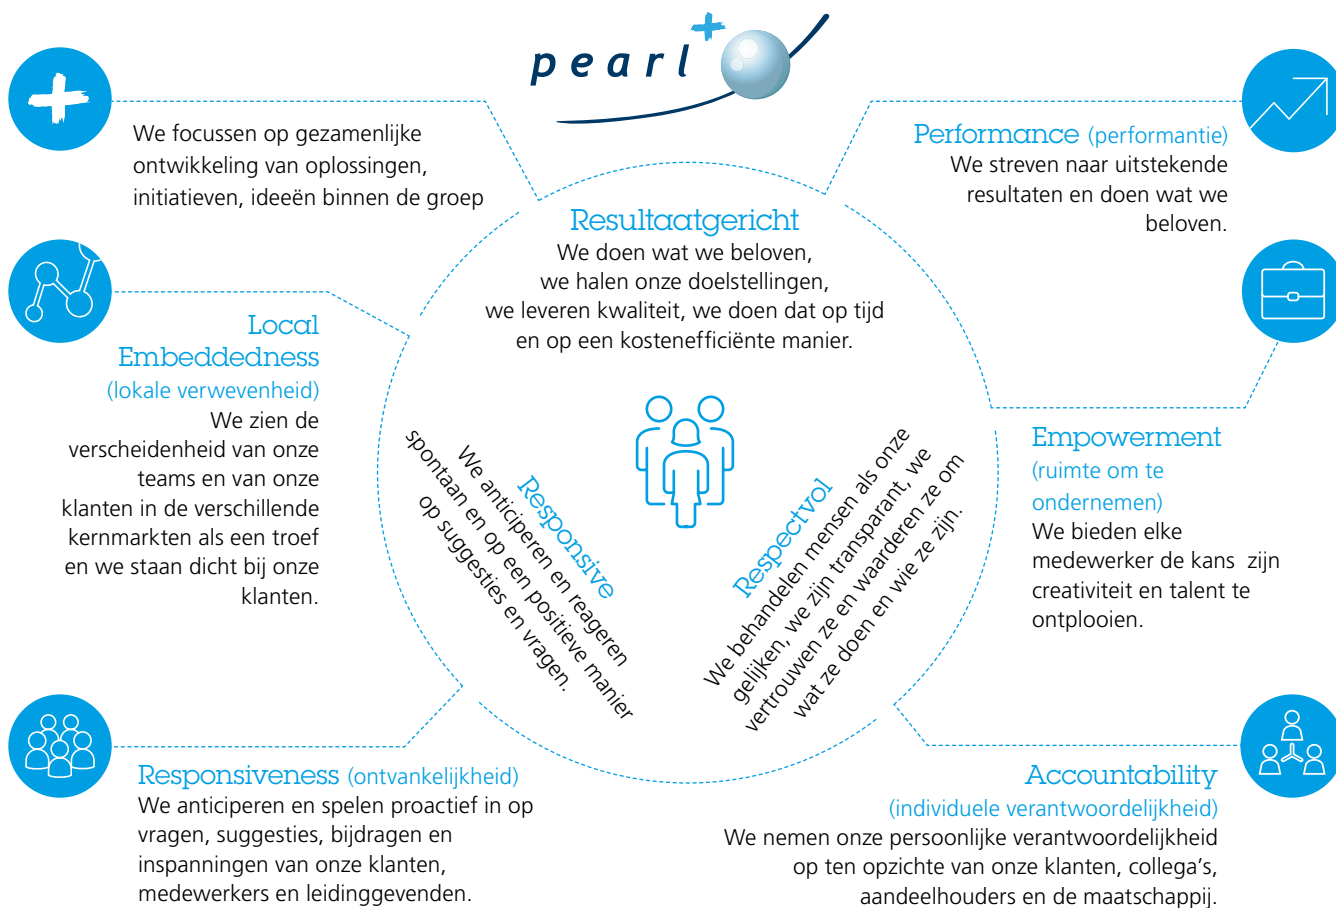 pearl+
We focussen op gezamenlijke
ontwikkeling van oplossingen,
initiatieven, ideeën binnen de groep
Performance (performantie)
We streven naar uitstekende
resultaten en doen wat we
beloven.
Resultaatgericht
We doen wat we beloven,
we halen onze doelstellingen,
we leveren kwaliteit, we doen dat op tijd
en op een kostenefficiënte manier.
Local
Embeddedness
(lokale verwevenheid)
We zien de
verscheidenheid van onze
teams en van onze
klanten in de verschillende
kernmarkten als een troef
en we staan dicht bij onze
klanten.
Responsive
We anticiperen en reageren
spontaan en op een positieve manier
op suggesties en vragen.
Respectvol
We behandelen mensen als onze
gelijken, we zijn transparant, we
vertrouwen ze en waarderen ze om
wat ze doen en wie ze zijn.
Empowerment
(ruimte om te
ondernemen)
We bieden elke
medewerker de kans  zijn
creativiteit en talent te
ontplooien.
Responsiveness (ontvankelijkheid)
We anticiperen en spelen proactief in op
vragen, suggesties, bijdragen en
inspanningen van onze klanten,
medewerkers en leidinggevenden.
Accountability
(individuele verantwoordelijkheid)
We nemen onze persoonlijke verantwoordelijkheid
op ten opzichte van onze klanten, collega's,
aandeelhouders en de maatschappij.